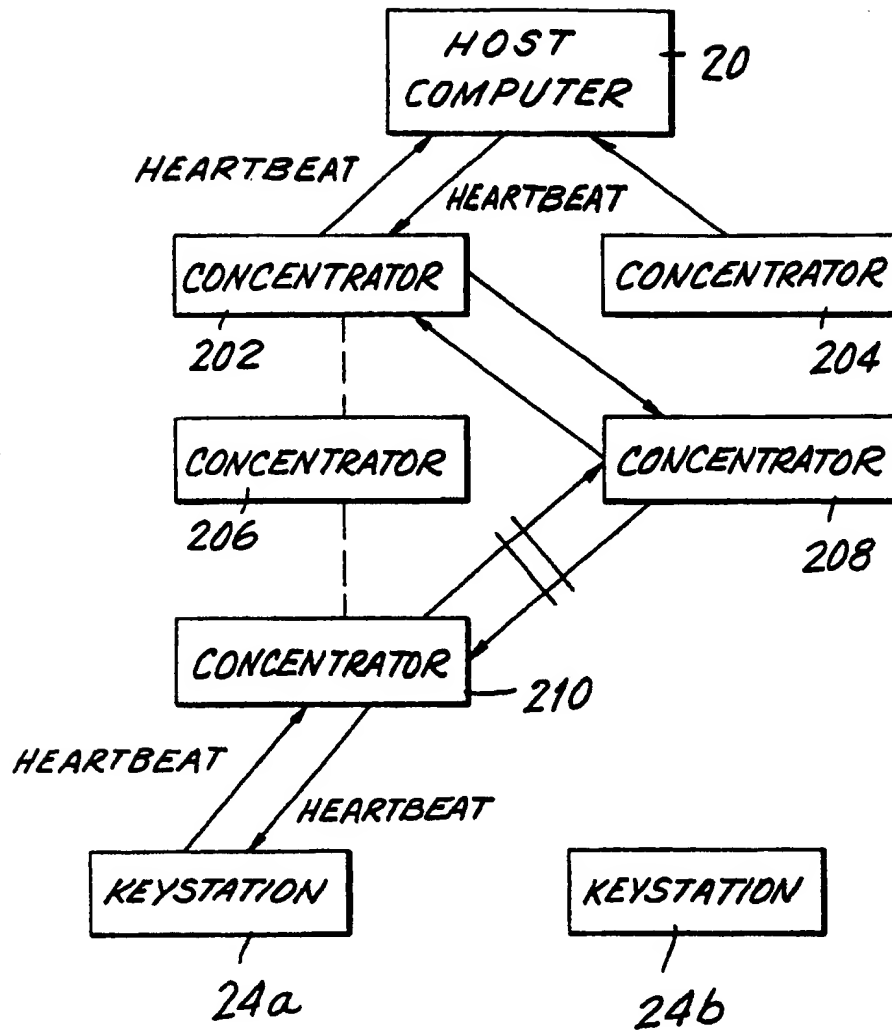 HOST
COMPUTER
20
HEARTBEAT
HEARTBEAT
CONCENTRATOR
CONCENTRATOR
202
204
CONCENTRATOR
CONCENTRATOR
206
208
CONCENTRATOR
210
HEARTBEAT
HEARTBEAT
KEYSTATION
KEYSTATION
24a
24b